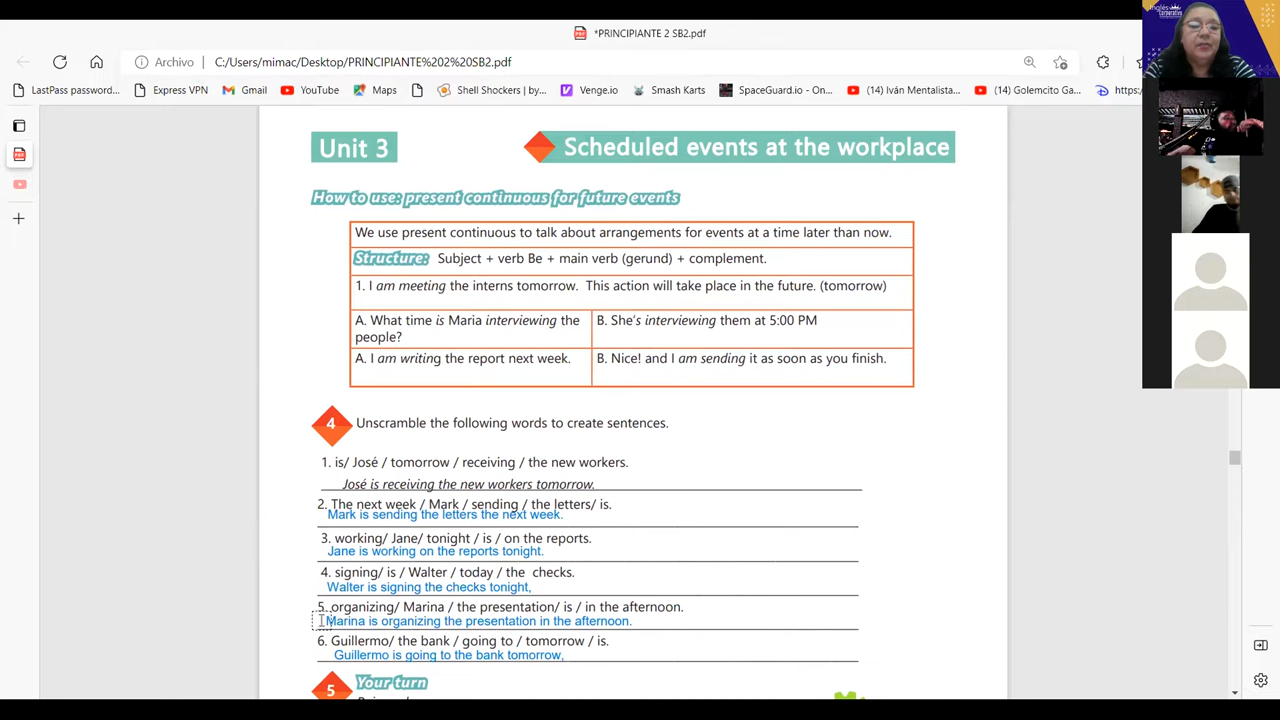 *PRINCIPIANTE 2 SB2.pdf
Archivo C:/Users/mimac/Desktop/PRINCIPIANTE%202%20SB2.pdf
LastPass password... Express VPN Gmail YouTube Maps Shell Shockers | by... Venge.io Smash Karts SpaceGuard.io - On... (14) Iván Mentalista... (14) Golemcito Ga... https:/
Inglés
Corporativo
Unit 3
Scheduled events at the workplace
How to use: present continuous for future events
We use present continuous to talk about arrangements for events at a time later than now.
Structure: Subject + verb Be + main verb (gerund) + complement.
1. I am meeting the interns tomorrow. This action will take place in the future. (tomorrow)
A. What time is Maria interviewing the people?
B. She's interviewing them at 5:00 PM
A. I am writing the report next week.
B. Nice! and I am sending it as soon as you finish.
4 Unscramble the following words to create sentences.
1. is/ José / tomorrow / receiving / the new workers.
José is receiving the new workers tomorrow.
2. The next week / Mark / sending / the letters/ is.
Mark is sending the letters the next week.
3. working/ Jane/ tonight / is / on the reports.
Jane is working on the reports tonight.
4. signing/ is / Walter / today / the checks.
Walter is signing the checks tonight,
5. organizing/ Marina / the presentation/ is / in the afternoon.
Marina is organizing the presentation in the afternoon.
6. Guillermo/ the bank / going to / tomorrow / is.
Guillermo is going to the bank tomorrow,
5 Your turn